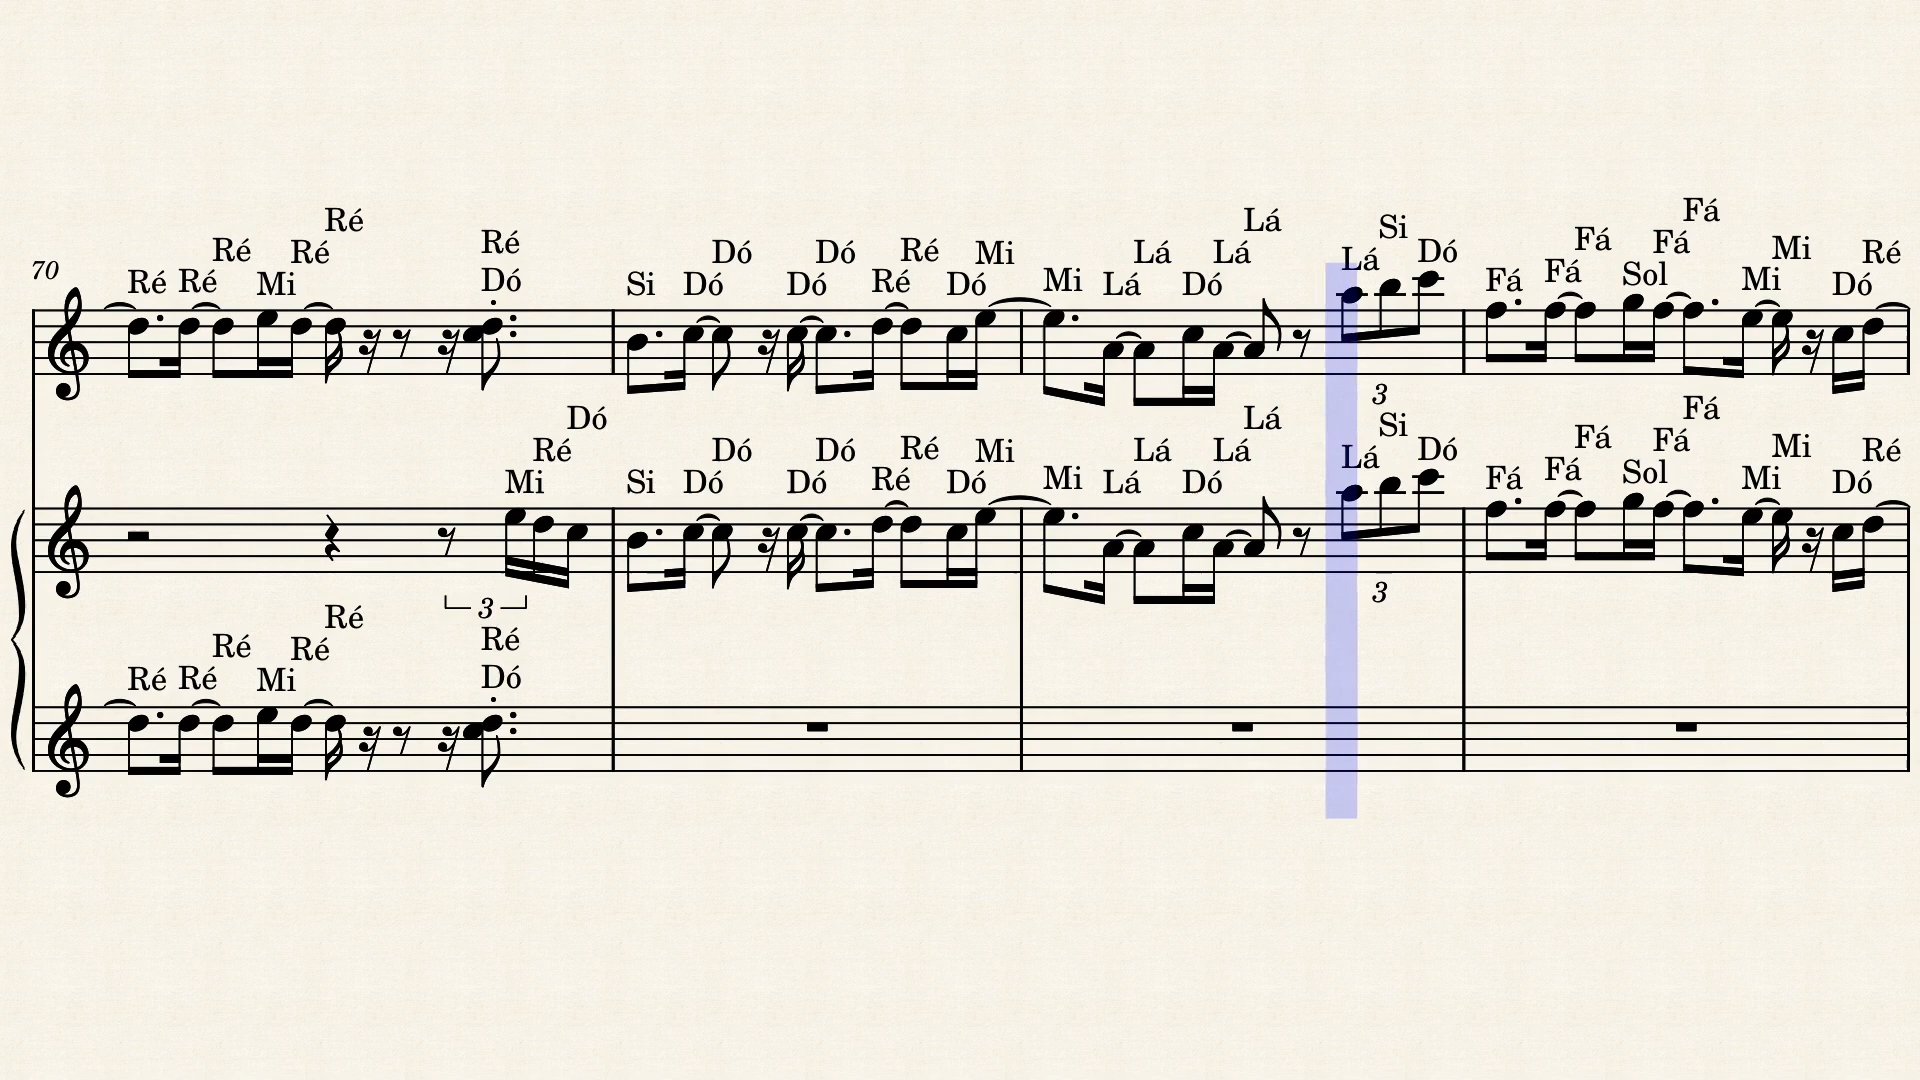 Ré Fá
Lá Si Fá Fá Mi
Ré Ré Ré Dó Dó Ré Mi Lá Lá Lá Dó Fá Ré
70 Ré Ré Mi Dó Si Dó Dó Ré Dó Mi Lá Dó Fá Sol Mi Dó
3
Dó Lá Si Fá
Ré Dó Dó Ré Mi Lá Lá Lá Dó Fá Fá Fá Mi Ré
Mi Si Dó Dó Ré Dó Mi Lá Dó Fá Sol Mi Dó
3 3
Ré
Ré Ré Ré
Ré Ré Mi Dó